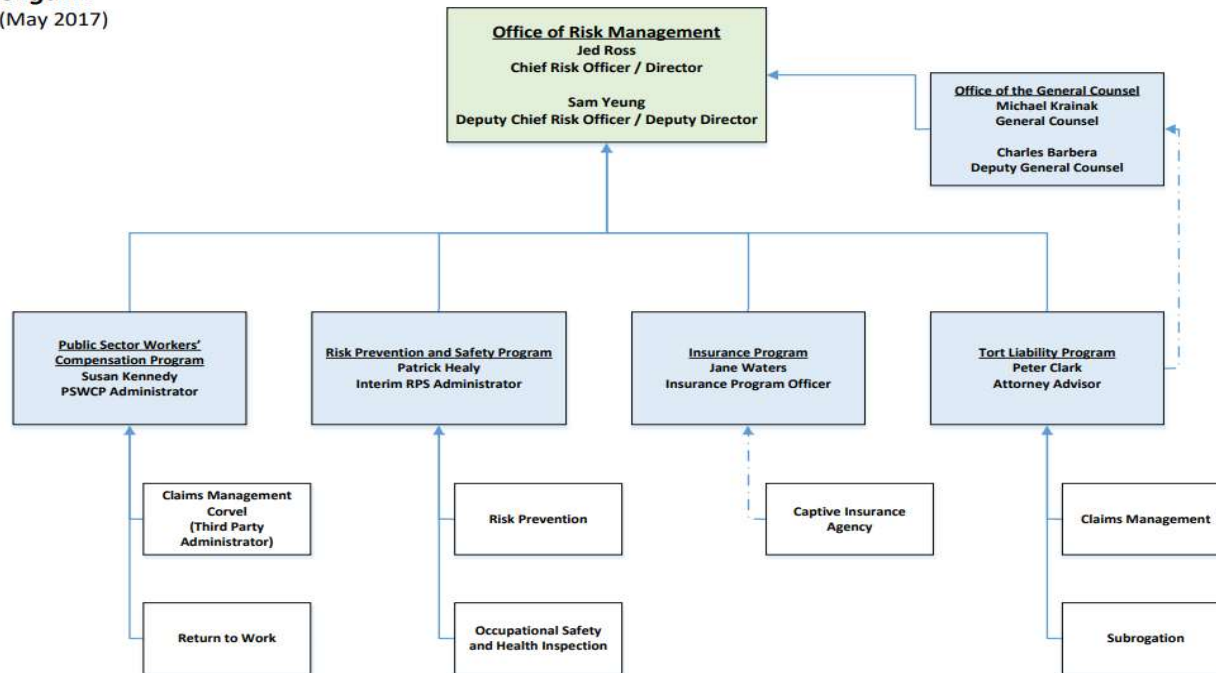 (May 2017)
Office of Risk Management
Jed Ross
Chief Risk Officer / Director
Sam Yeung
Deputy Chief Risk Officer / Deputy Director
Office of the General Counsel
Michael Krainak
General Counsel
Charles Barbera
Deputy General Counsel
Public Sector Workers’
Compensation Program
Susan Kennedy
PSWCP Administrator
Risk Prevention and Safety Program
Patrick Healy
Interim RPS Administrator
Insurance Program
Jane Waters
Insurance Program Officer
Tort Liability Program
Peter Clark
Attorney Advisor
Claims Management
Corvel
(Third Party
Administrator)
Risk Prevention
Captive Insurance
Agency
Claims Management
Return to Work
Occupational Safety
and Health Inspection
Subrogation